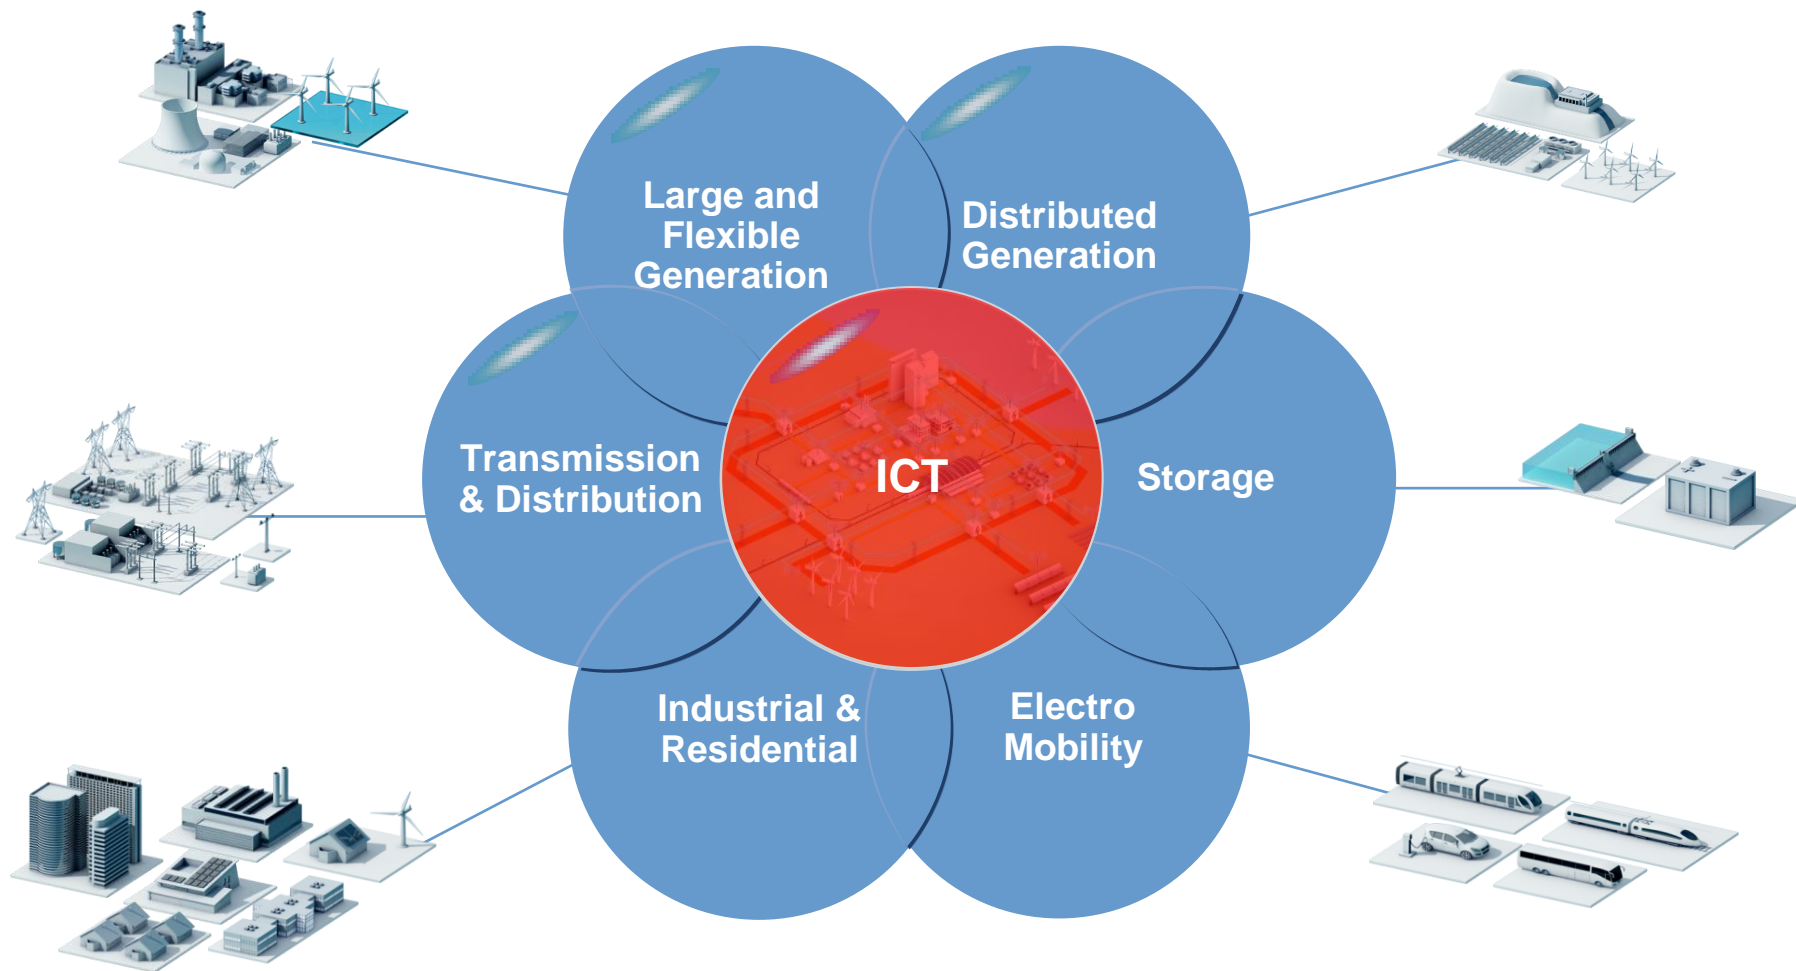 Large and
Flexible
Generation
Distributed
Generation
Transmission
& Distribution
ICT
Storage
Industrial &
Residential
Electro
Mobility